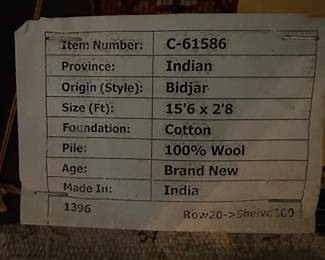 Item Number: C-61586
Province: Indian
Origin (Style): Bidjar
Size (Ft): 15'6 x 2'8
Foundation: Cotton
Pile: 100% Wool
Age: Brand New
Made In: India
1396 Row20->Shelve100